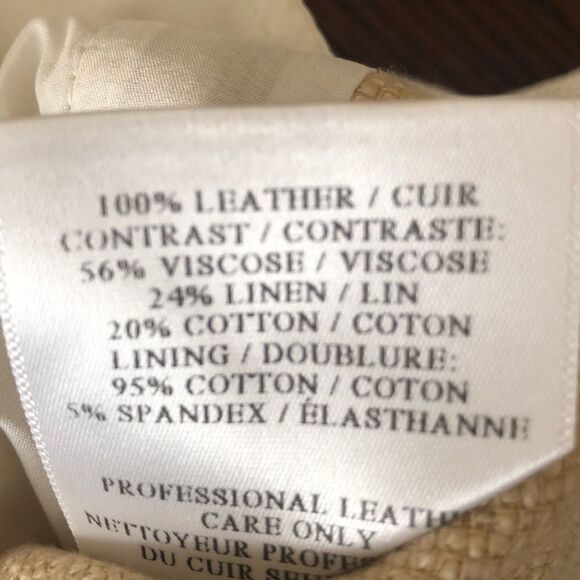 100% LEATHER / CUIR
CONTRAST / CONTRASTE:
56% VISCOSE / VISCOSE
24% LINEN / LIN
20% COTTON / COTON
LINING / DOUBLURE:
95% COTTON / COTON
5% SPANDEX / ÉLASTHANNE
PROFESSIONAL
CARE ONLY
NETTOYEUR
DU CUIR